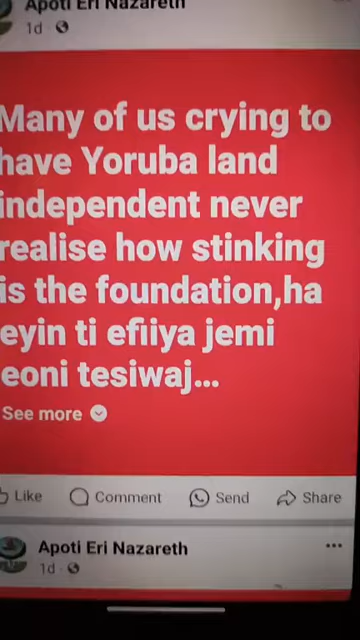 Apoti Eri Nazareth
1d
Many of us crying to
have Yoruba land
independent never
realise how stinking
is the foundation,ha
eyin ti efiiya jemi
eoni tesiwaj...
See more
Like Comment Send Share
Apoti Eri Nazareth
1d